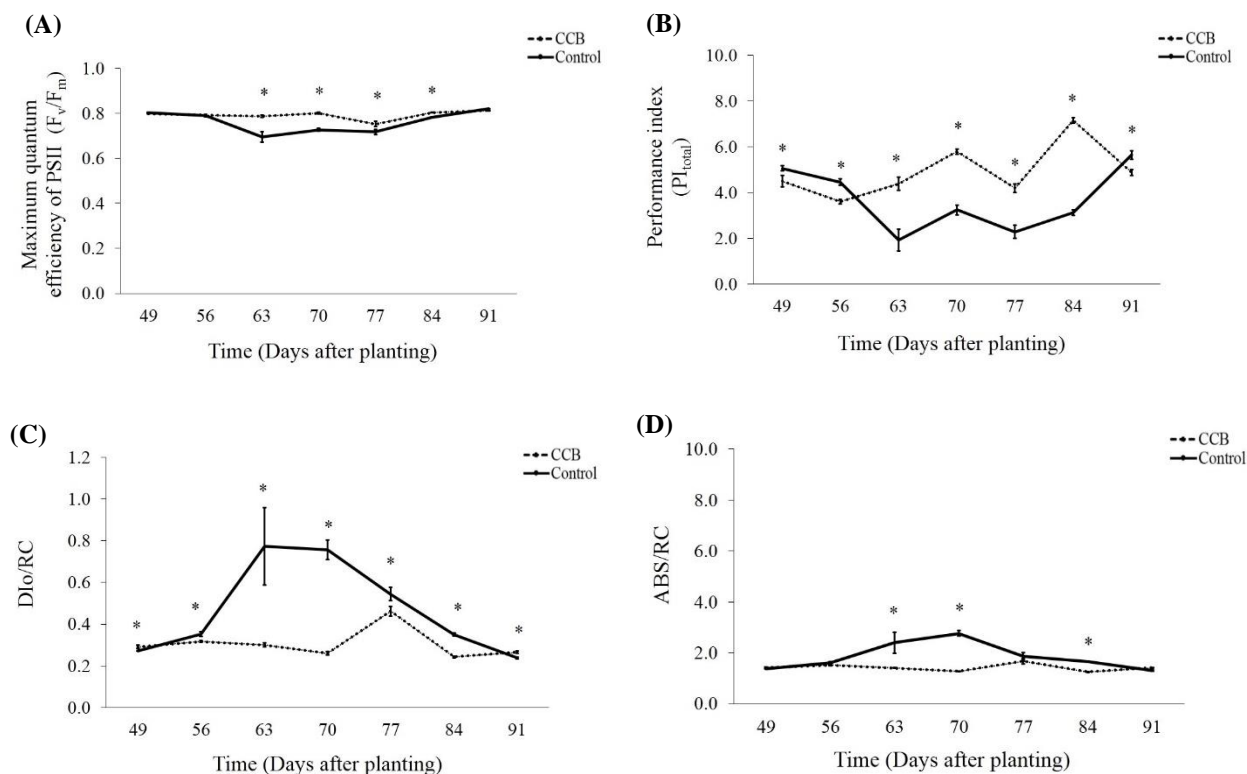 (A)
CCB
Control
Maximum quantum
efficiency of PSII (Fv/Fm)
1.0
0.8
0.6
0.4
0.2
0.0
* * * *
49 56 63 70 77 84 91
Time (Days after planting)
(B)
CCB
Control
Performance index
(PItotal)
10.0
8.0
6.0
4.0
2.0
0.0
* * * * * * *
49 56 63 70 77 84 91
Time (Days after planting)
(C)
CCB
Control
DIo/RC
1.2
1.0
0.8
0.6
0.4
0.2
0.0
* * * * * * *
49 56 63 70 77 84 91
Time (Days after planting)
(D)
CCB
Control
ABS/RC
10.0
8.0
6.0
4.0
2.0
0.0
* * *
49 56 63 70 77 84 91
Time (Days after planting)